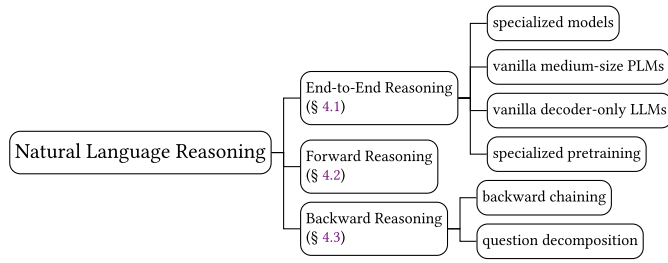 Natural Language Reasoning
End-to-End Reasoning
(§ 4.1)
specialized models
vanilla medium-size PLMs
vanilla decoder-only LLMs
specialized pretraining
Forward Reasoning
(§ 4.2)
Backward Reasoning
(§ 4.3)
backward chaining
question decomposition